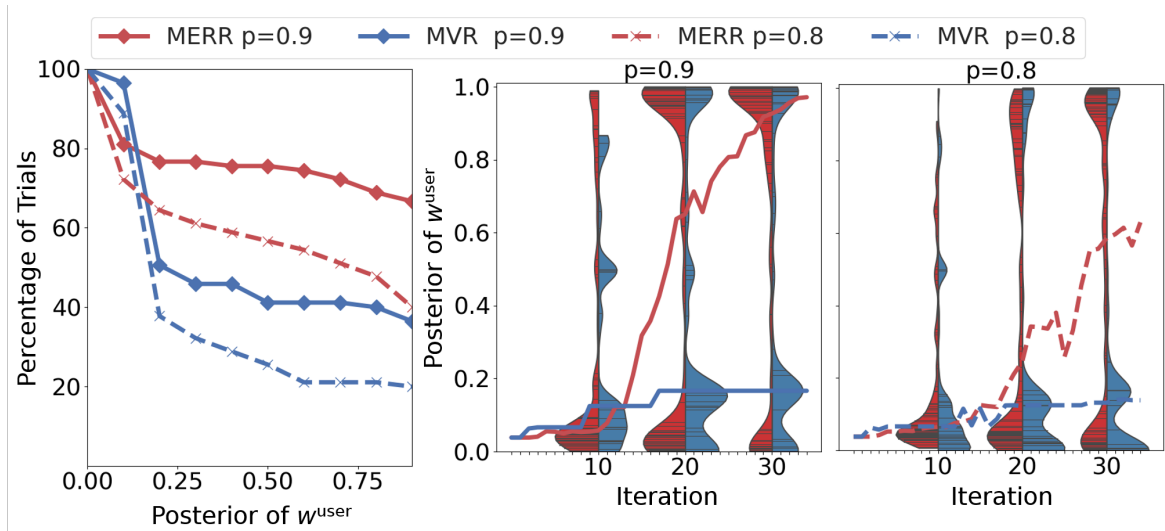 MERR p=0.9 MVR p=0.9 MERR p=0.8 MVR p=0.8
Percentage of Trials
100
80
60
40
20
0.00 0.25 0.50 0.75
Posterior of w^user
p=0.9
Posterior of w^user
1.0
0.8
0.6
0.4
0.2
0.0
10 20 30
Iteration
p=0.8
10 20 30
Iteration